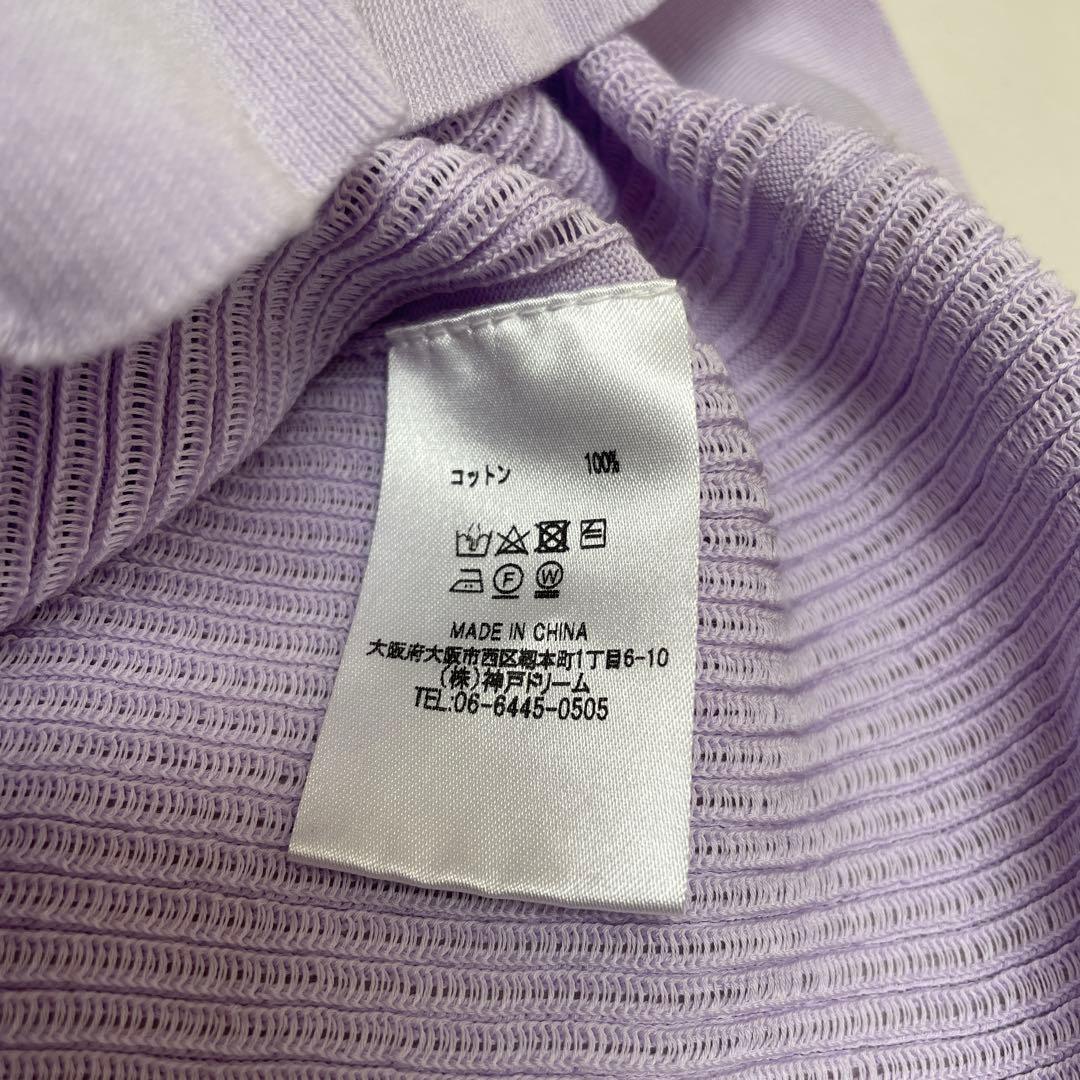 コットン 100%
F W
MADE IN CHINA
大阪府大阪市西区靱本町1丁目6-10
(株)神戸ドリーム
TEL:06-6445-0505